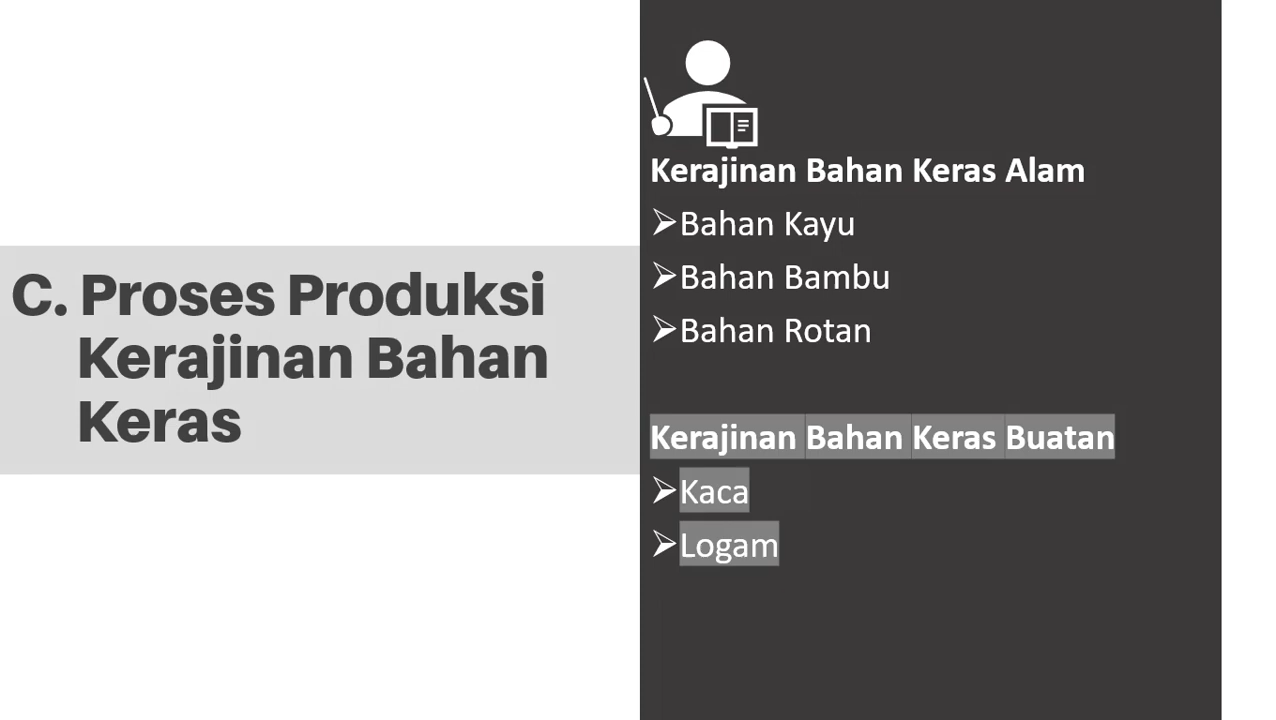 C. Proses Produksi
Kerajinan Bahan
Keras
Kerajinan Bahan Keras Alam
➢Bahan Kayu
➢Bahan Bambu
➢Bahan Rotan
Kerajinan Bahan Keras Buatan
➢Kaca
➢Logam